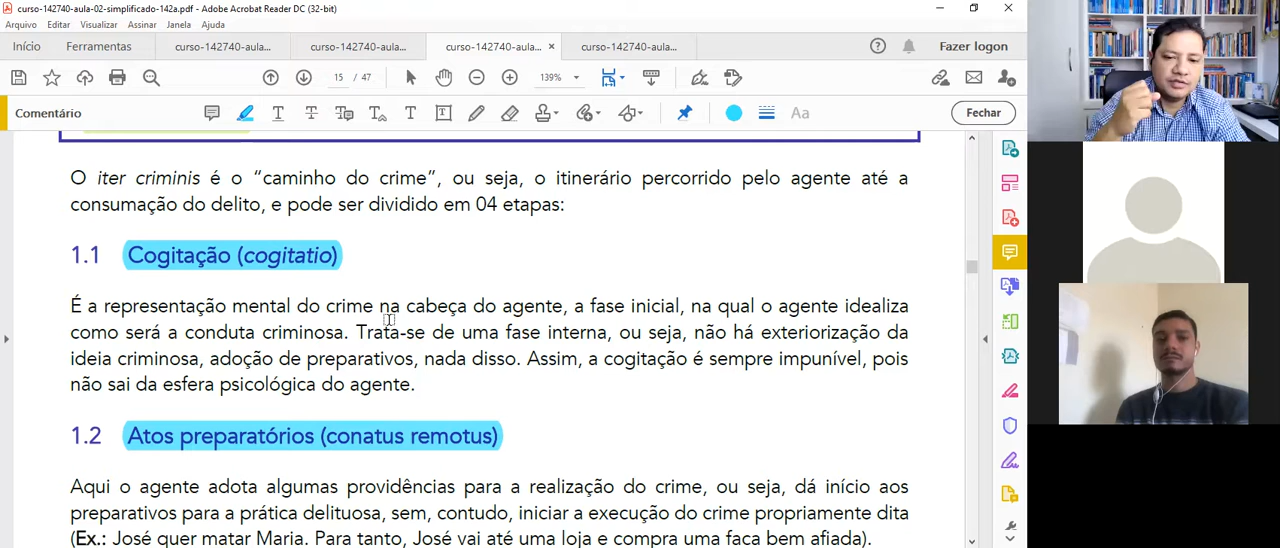 curso-142740-aula-02-simplificado-142a.pdf - Adobe Acrobat Reader DC (32-bit)
Arquivo Editar Visualizar Assinar Janela Ajuda
Início Ferramentas curso-142740-aula... curso-142740-aula... curso-142740-aula... × curso-142740-aula... Fazer logon
15 / 47 139%
Comentário Aa Fechar
O iter criminis é o “caminho do crime”, ou seja, o itinerário percorrido pelo agente até a
consumação do delito, e pode ser dividido em 04 etapas:
1.1 Cogitação (cogitatio)
É a representação mental do crime na cabeça do agente, a fase inicial, na qual o agente idealiza
como será a conduta criminosa. Trata-se de uma fase interna, ou seja, não há exteriorização da
ideia criminosa, adoção de preparativos, nada disso. Assim, a cogitação é sempre impunível, pois
não sai da esfera psicológica do agente.
1.2 Atos preparatórios (conatus remotus)
Aqui o agente adota algumas providências para a realização do crime, ou seja, dá início aos
preparativos para a prática delituosa, sem, contudo, iniciar a execução do crime propriamente dita
(Ex.: José quer matar Maria. Para tanto, José vai até uma loja e compra uma faca bem afiada).